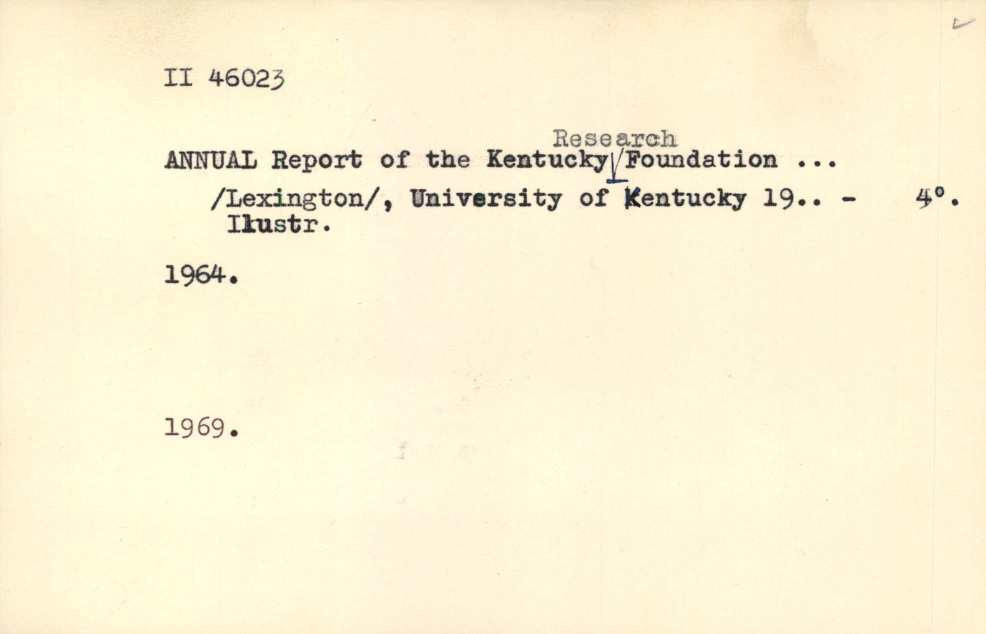 II 46023
Research
ANNUAL Report of the Kentucky Foundation ...
/Lexington/, University of Kentucky 19.. - 4°.
Ilustr.
1964.
1969.